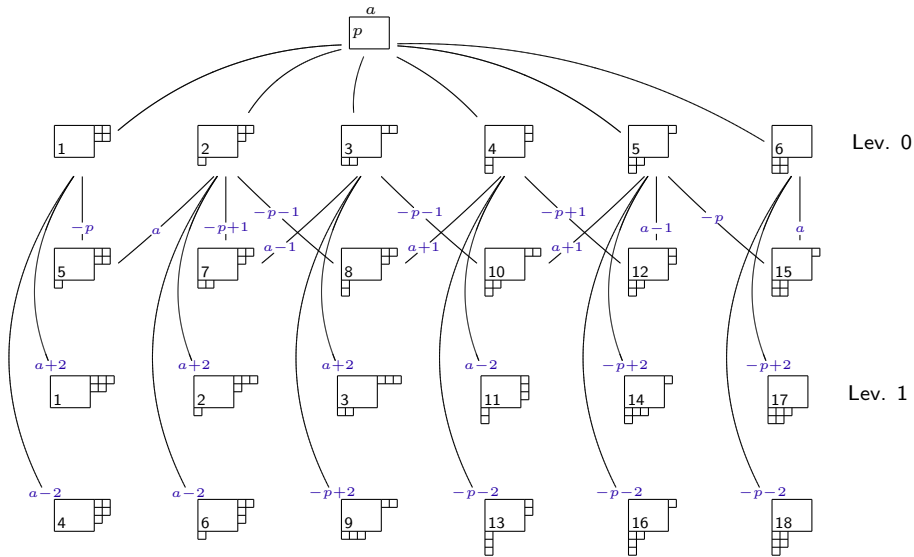 a
p
1 2 3 4 5 6 Lev. 0
-p a -p+1 -p-1 a-1 -p-1 a+1 -p+1 a+1 a-1 -p a
5 7 8 10 12 15
a+2 a+2 a+2 a-2 -p+2 -p+2
1 2 3 11 14 17 Lev. 1
a-2 a-2 -p+2 -p-2 -p-2 -p-2
4 6 9 13 16 18